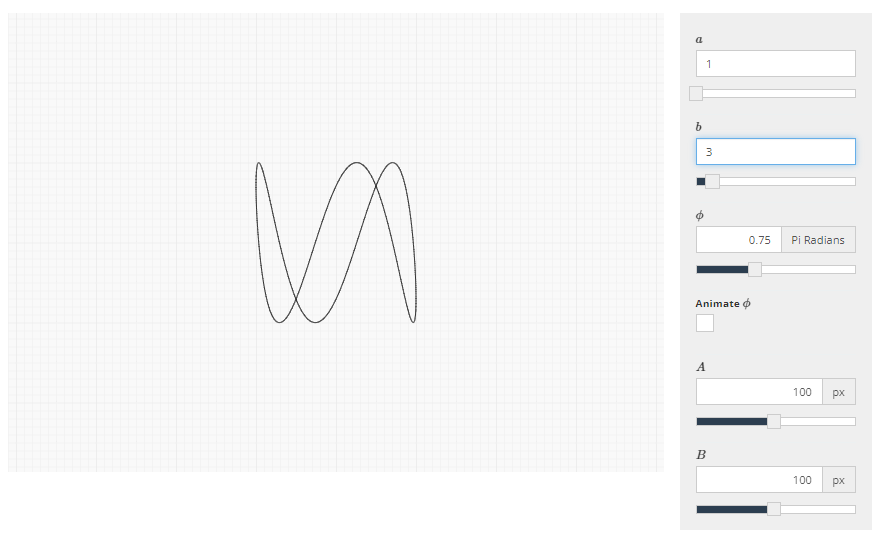 a
1
b
3
ϕ
0.75 Pi Radians
Animate ϕ
A
100 px
B
100 px